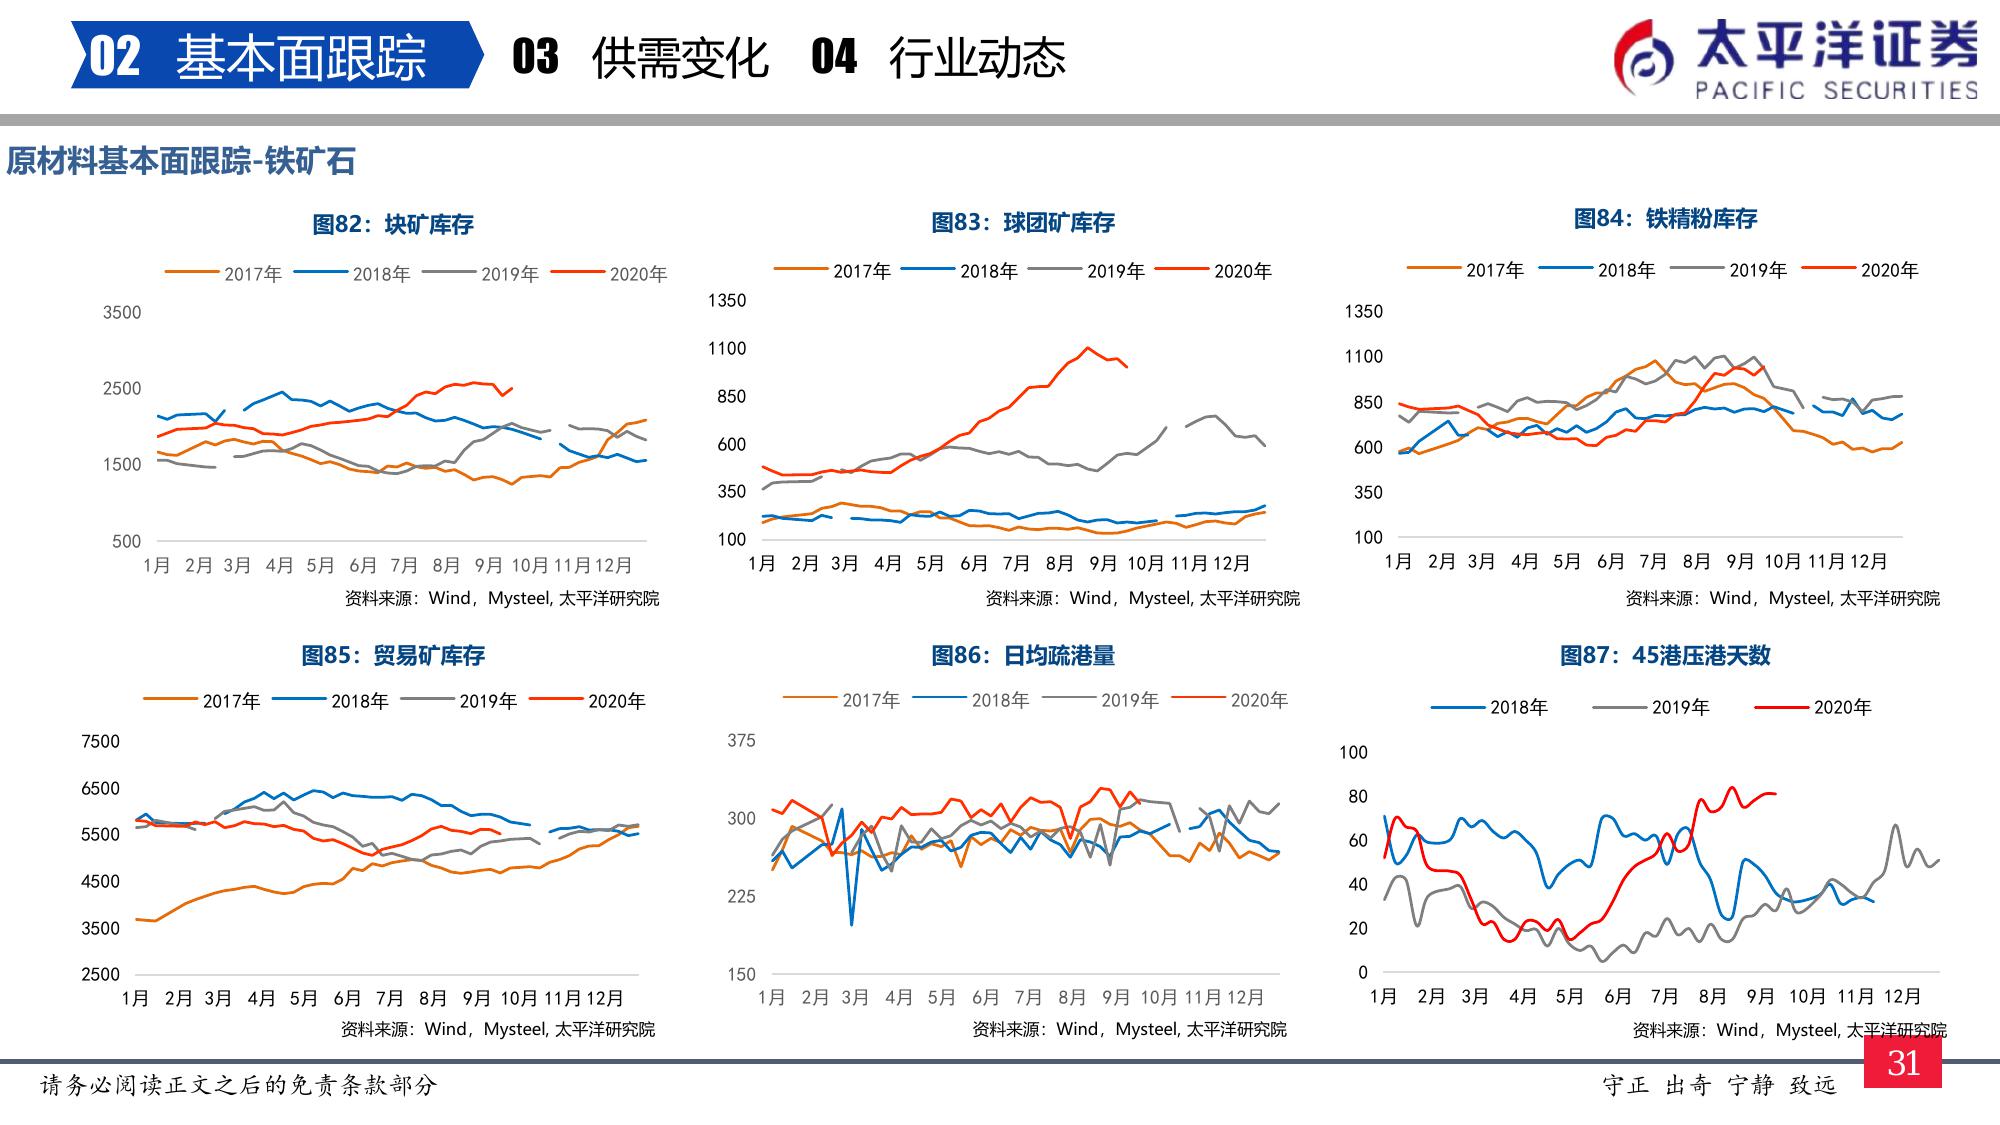 02 基本面跟踪 03 供需变化 04 行业动态
太平洋证券
PACIFIC SECURITIES
原材料基本面跟踪-铁矿石
图82：块矿库存
2017年 2018年 2019年 2020年
3500
2500
1500
500
1月 2月 3月 4月 5月 6月 7月 8月 9月 10月 11月 12月
资料来源：Wind，Mysteel, 太平洋研究院
图83：球团矿库存
2017年 2018年 2019年 2020年
1350
1100
850
600
350
100
1月 2月 3月 4月 5月 6月 7月 8月 9月 10月 11月 12月
资料来源：Wind，Mysteel, 太平洋研究院
图84：铁精粉库存
2017年 2018年 2019年 2020年
1350
1100
850
600
350
100
1月 2月 3月 4月 5月 6月 7月 8月 9月 10月 11月 12月
资料来源：Wind，Mysteel, 太平洋研究院
图85：贸易矿库存
2017年 2018年 2019年 2020年
7500
6500
5500
4500
3500
2500
1月 2月 3月 4月 5月 6月 7月 8月 9月 10月 11月 12月
资料来源：Wind，Mysteel, 太平洋研究院
图86：日均疏港量
2017年 2018年 2019年 2020年
375
300
225
150
1月 2月 3月 4月 5月 6月 7月 8月 9月 10月 11月 12月
资料来源：Wind，Mysteel, 太平洋研究院
图87：45港压港天数
2018年 2019年 2020年
100
80
60
40
20
0
1月 2月 3月 4月 5月 6月 7月 8月 9月 10月 11月 12月
资料来源：Wind，Mysteel, 太平洋研究院
请务必阅读正文之后的免责条款部分
守正 出奇 宁静 致远
31